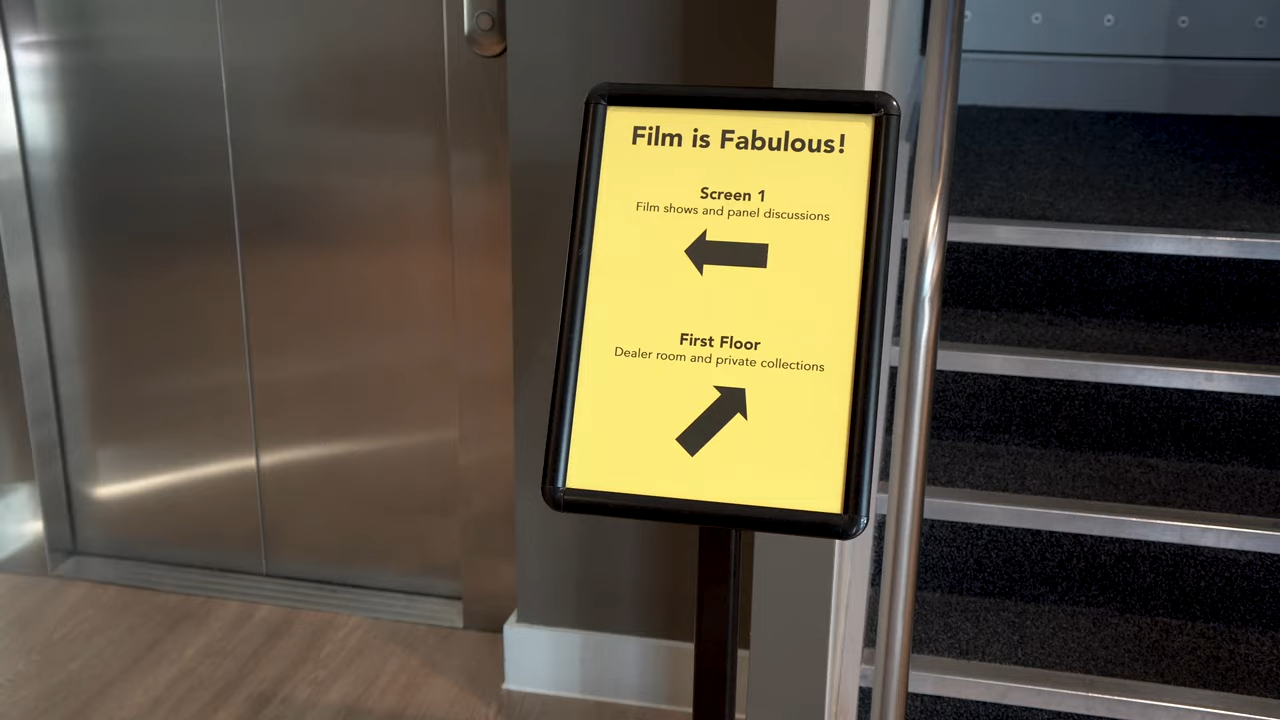 Film is Fabulous!
Screen 1
Film shows and panel discussions
First Floor
Dealer room and private collections